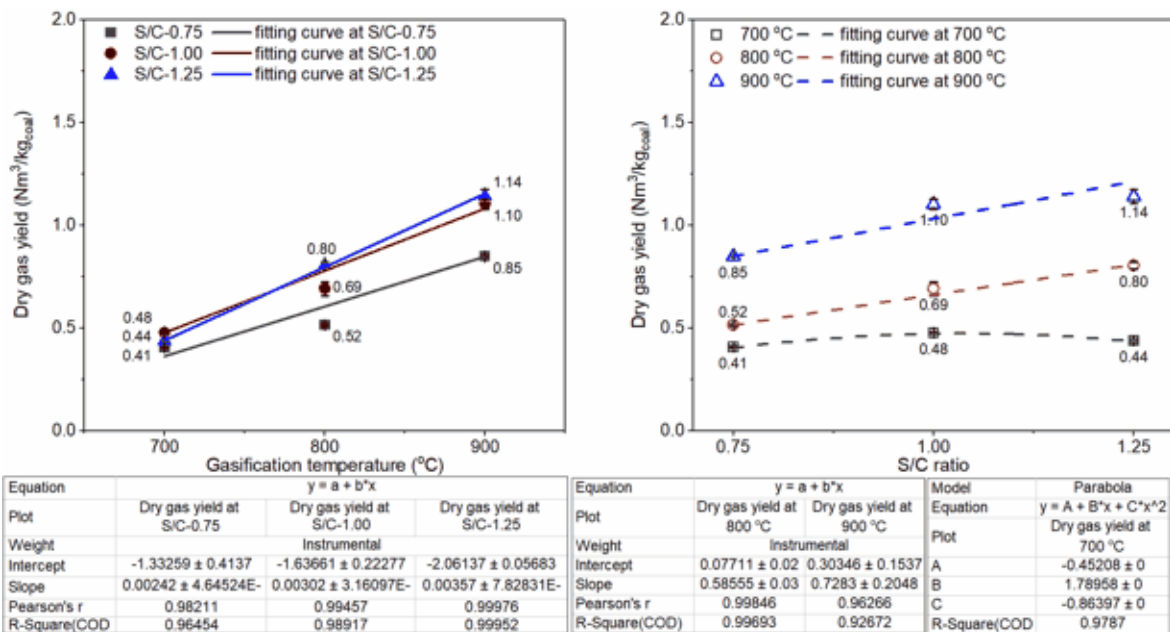 S/C-0.75 fitting curve at S/C-0.75
S/C-1.00 fitting curve at S/C-1.00
S/C-1.25 fitting curve at S/C-1.25
Dry gas yield (Nm³/kgcoal)
2.0
1.5
1.0
0.5
0.0
0.48
0.44
0.41
0.80
0.69
0.52
1.14
1.10
0.85
700 800 900
Gasification temperature (°C)
700 °C fitting curve at 700 °C
800 °C fitting curve at 800 °C
900 °C fitting curve at 900 °C
Dry gas yield (Nm³/kgcoal)
2.0
1.5
1.0
0.5
0.0
0.85
0.52
0.41
1.10
0.69
0.48
1.14
0.80
0.44
0.75 1.00 1.25
S/C ratio
Equation y = a + b*x
Plot Dry gas yield at S/C-0.75 Dry gas yield at S/C-1.00 Dry gas yield at S/C-1.25
Weight Instrumental
Intercept -1.33259 ± 0.4137 -1.63661 ± 0.22277 -2.06137 ± 0.05683
Slope 0.00242 ± 4.64524E- 0.00302 ± 3.16097E- 0.00357 ± 7.82831E-
Pearson's r 0.98211 0.99457 0.99976
R-Square(COD 0.96454 0.98917 0.99952
Equation y = a + b*x
Plot Dry gas yield at 800 °C Dry gas yield at 900 °C
Weight Instrumental
Intercept 0.07711 ± 0.02 0.30346 ± 0.1537
Slope 0.58555 ± 0.03 0.7283 ± 0.2048
Pearson's r 0.99846 0.96266
R-Square(COD) 0.99693 0.92672
Model Parabola
Equation y = A + B*x + C*x^2
Plot Dry gas yield at 700 °C
A -0.45208 ± 0
B 1.78958 ± 0
C -0.86397 ± 0
R-Square(COD 0.9787